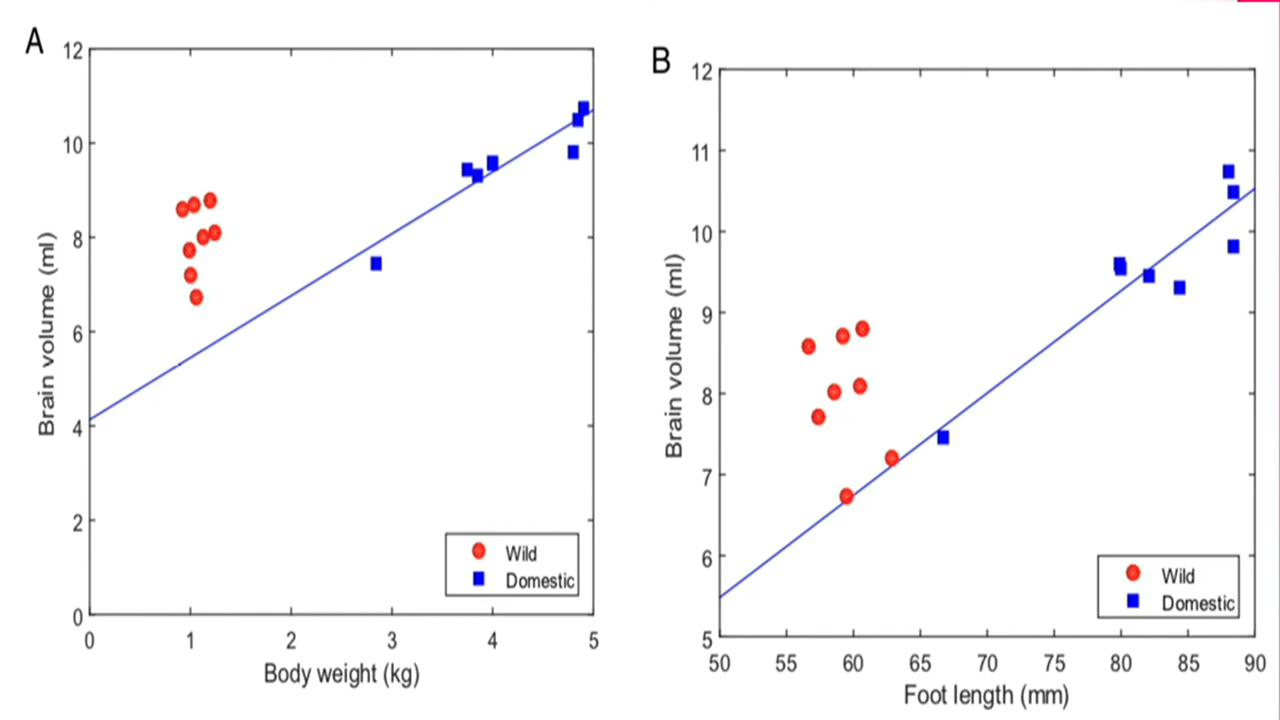 A
12
10
8
6
4
2
0
0 1 2 3 4 5
Brain volume (ml)
Body weight (kg)
Wild
Domestic
B
12
11
10
9
8
7
6
5
50 55 60 65 70 75 80 85 90
Brain volume (ml)
Foot length (mm)
Wild
Domestic